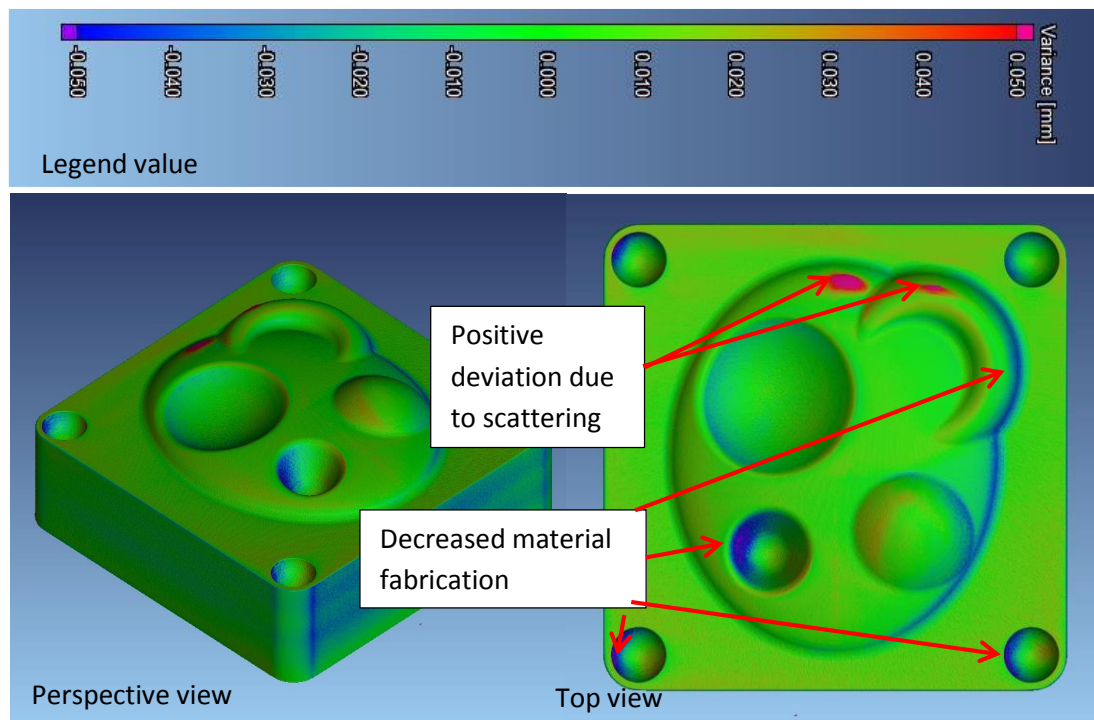 -0.050
-0.040
-0.030
-0.020
-0.010
0.000
0.010
0.020
0.030
0.040
0.050
Variance [mm]
Legend value
Positive
deviation due
to scattering
Decreased material
fabrication
Perspective view
Top view